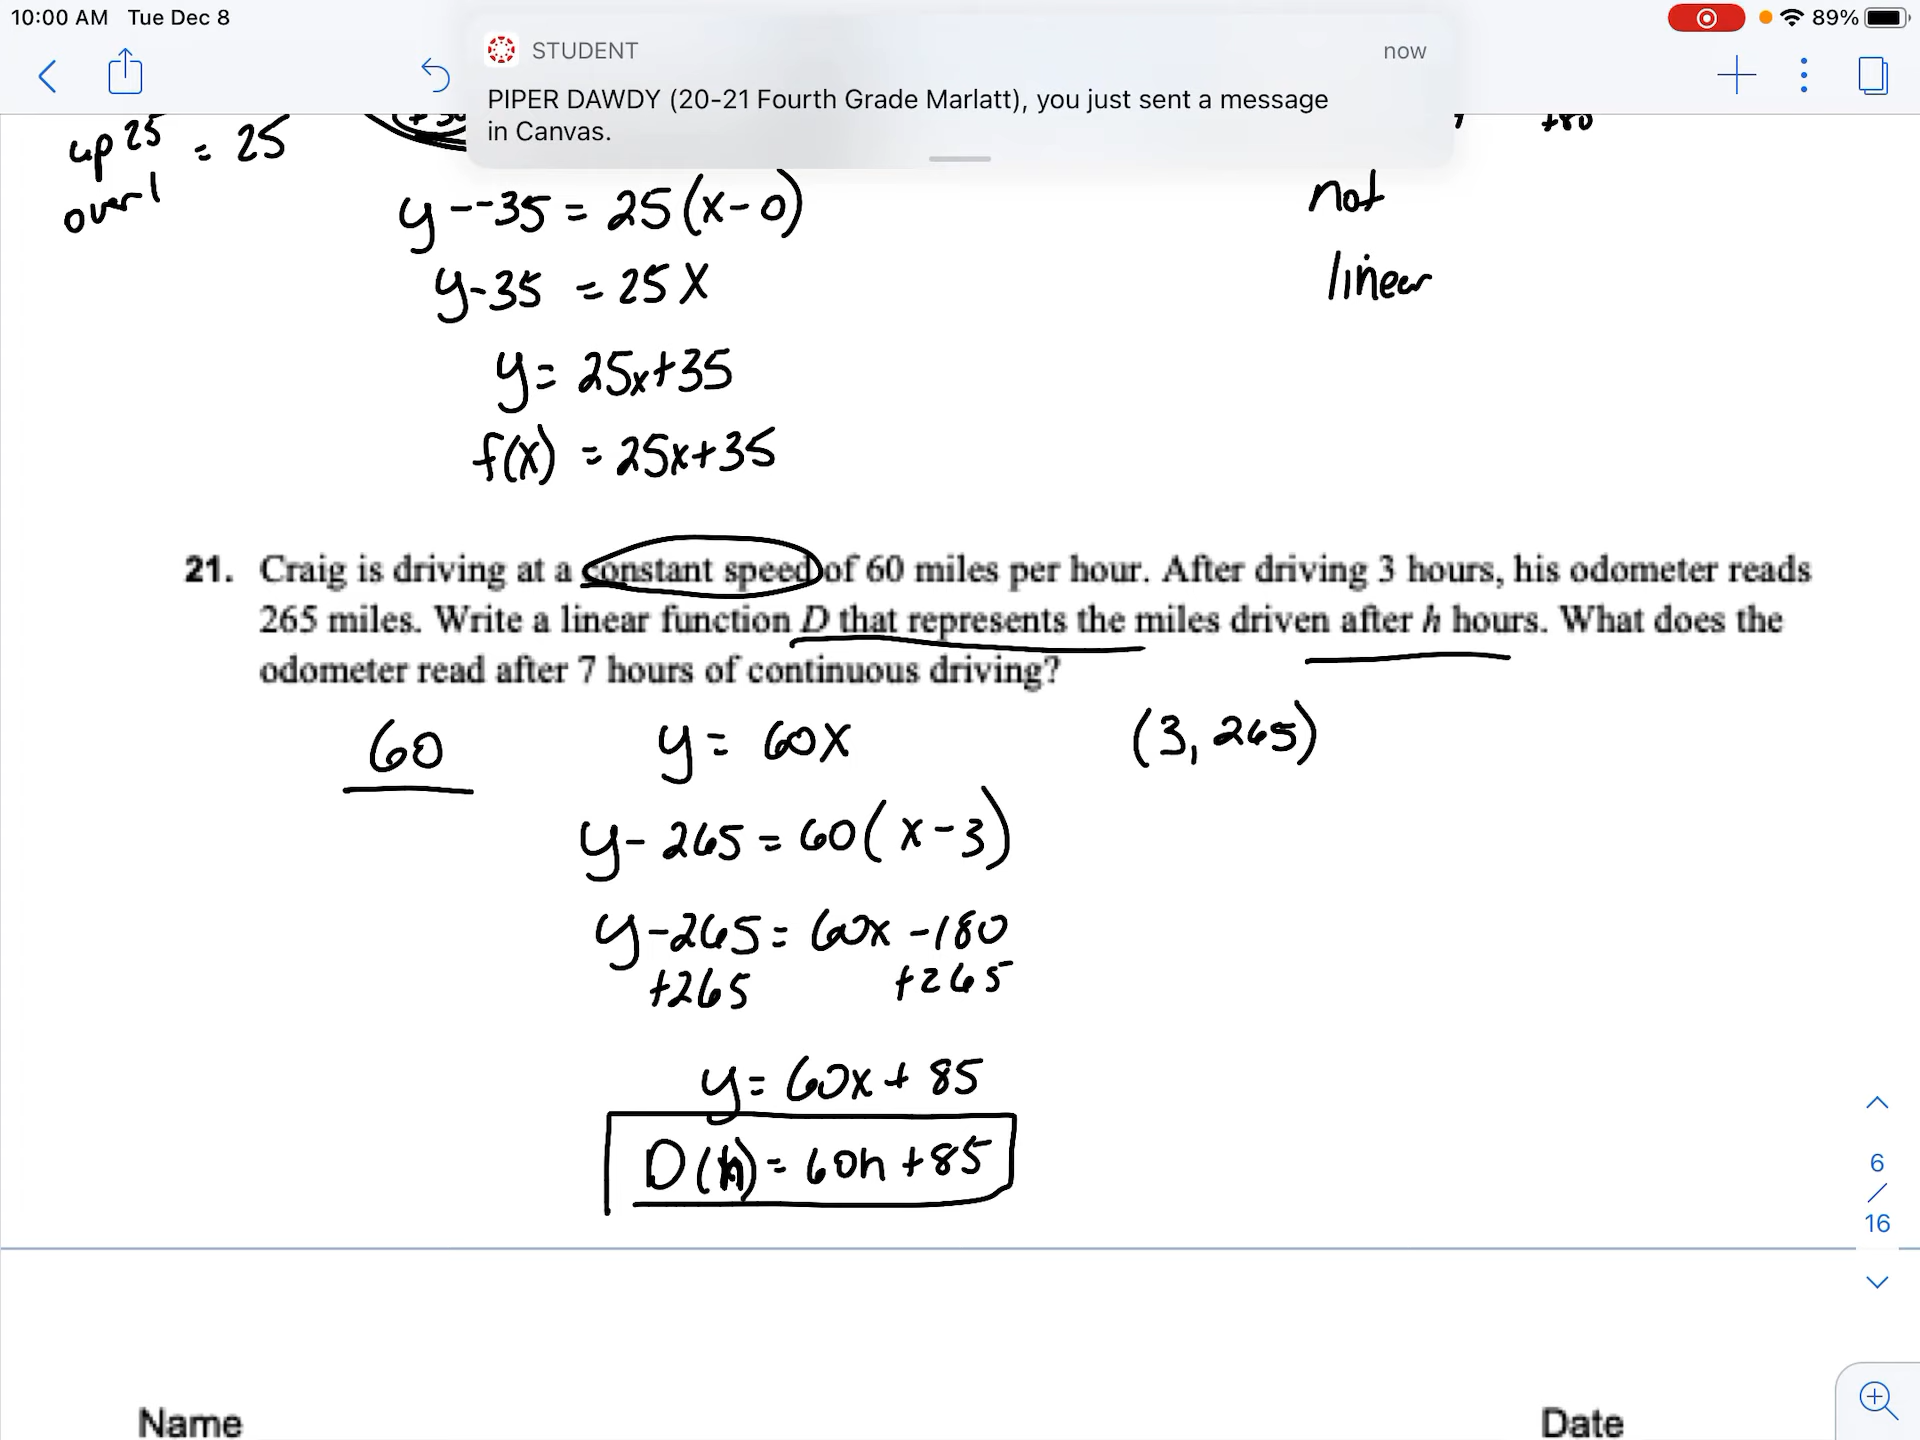 10:00 AM Tue Dec 8
89%
STUDENT
now
PIPER DAWDY (20-21 Fourth Grade Marlatt), you just sent a message
in Canvas.
up 25 = 25
over 1
+80
y--35 = 25(x-0)
not
y-35 = 25x
linear
y = 25x+35
f(x) = 25x+35
21. Craig is driving at a constant speed of 60 miles per hour. After driving 3 hours, his odometer reads
265 miles. Write a linear function D that represents the miles driven after h hours. What does the
odometer read after 7 hours of continuous driving?
60
y = 60x
(3, 265)
y - 265 = 60(x-3)
y-265 = 60x -180
+265 +265
y = 60x + 85
D(h) = 60h +85
6
/
16
Name
Date